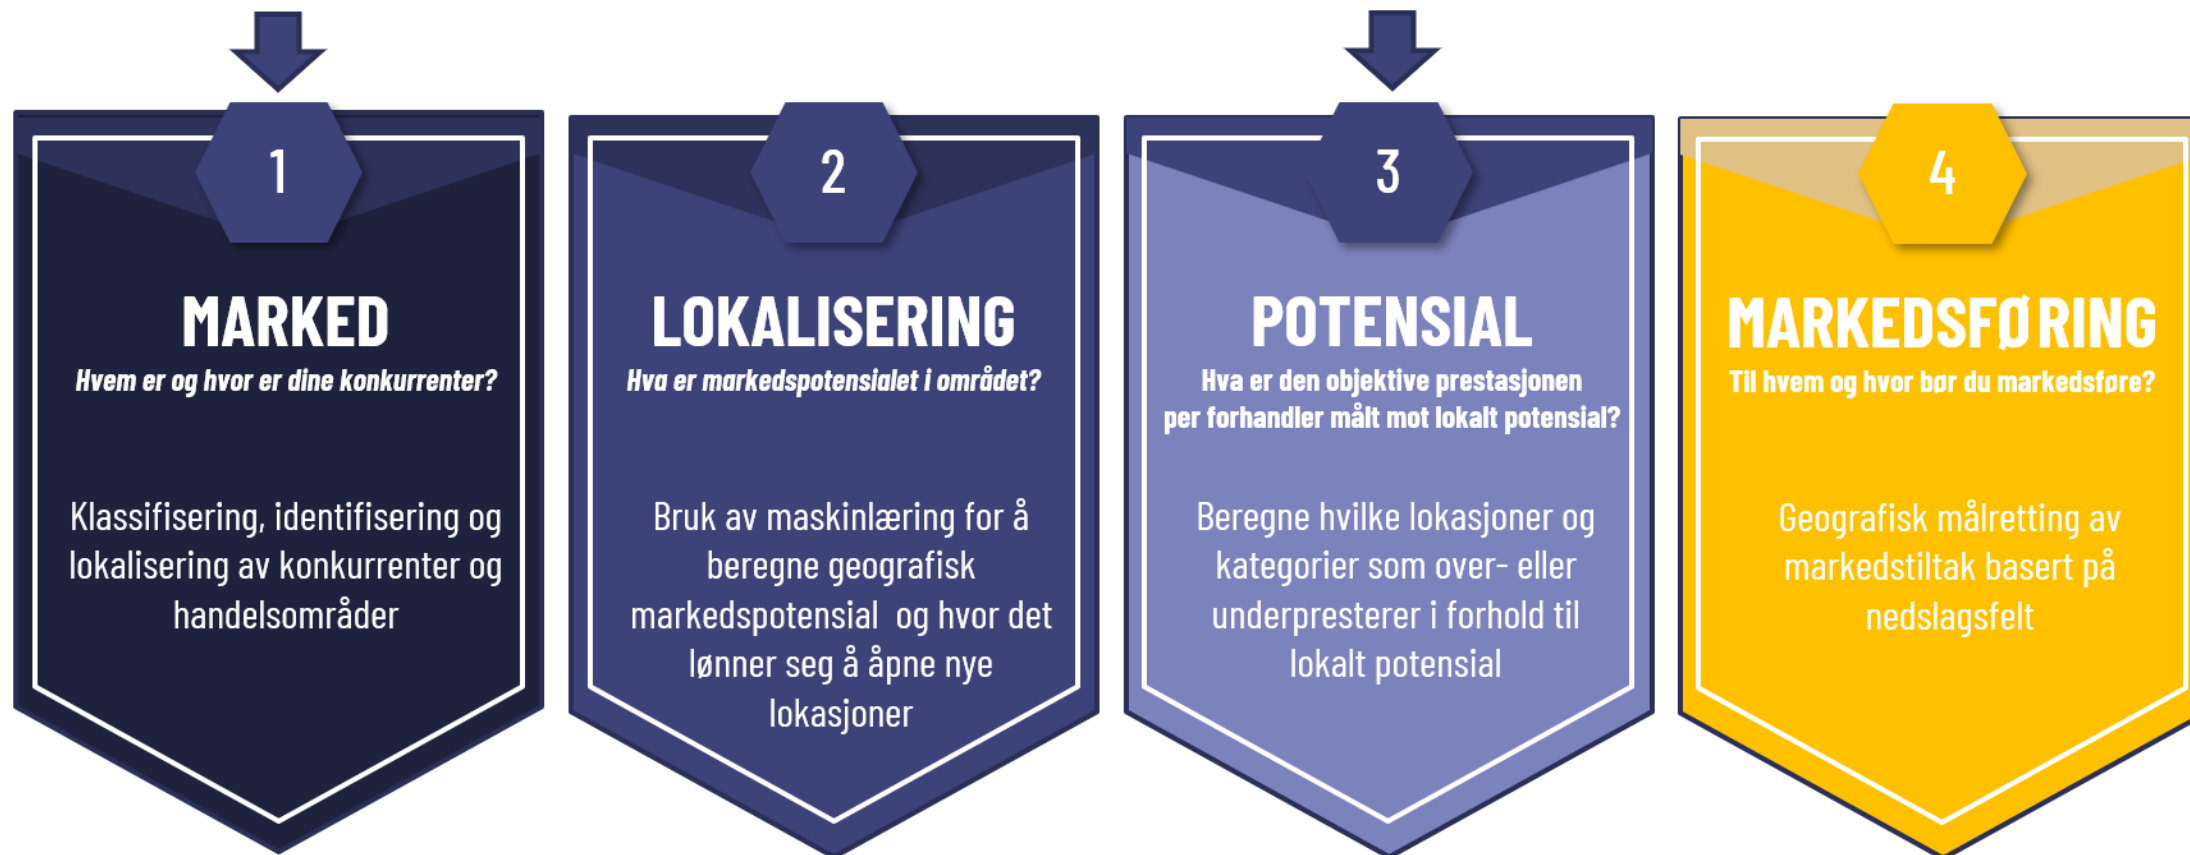 1
MARKED
Hvem er og hvor er dine konkurrenter?
Klassifisering, identifisering og
lokalisering av konkurrenter og
handelsområder
2
LOKALISERING
Hva er markedspotensialet i området?
Bruk av maskinlæring for å
beregne geografisk
markedspotensial og hvor det
lønner seg å åpne nye
lokasjoner
3
POTENSIAL
Hva er den objektive prestasjonen
per forhandler målt mot lokalt potensial?
Beregne hvilke lokasjoner og
kategorier som over- eller
underpresterer i forhold til
lokalt potensial
4
MARKEDSFØRING
Til hvem og hvor bør du markedsføre?
Geografisk målretting av
markedstiltak basert på
nedslagsfelt